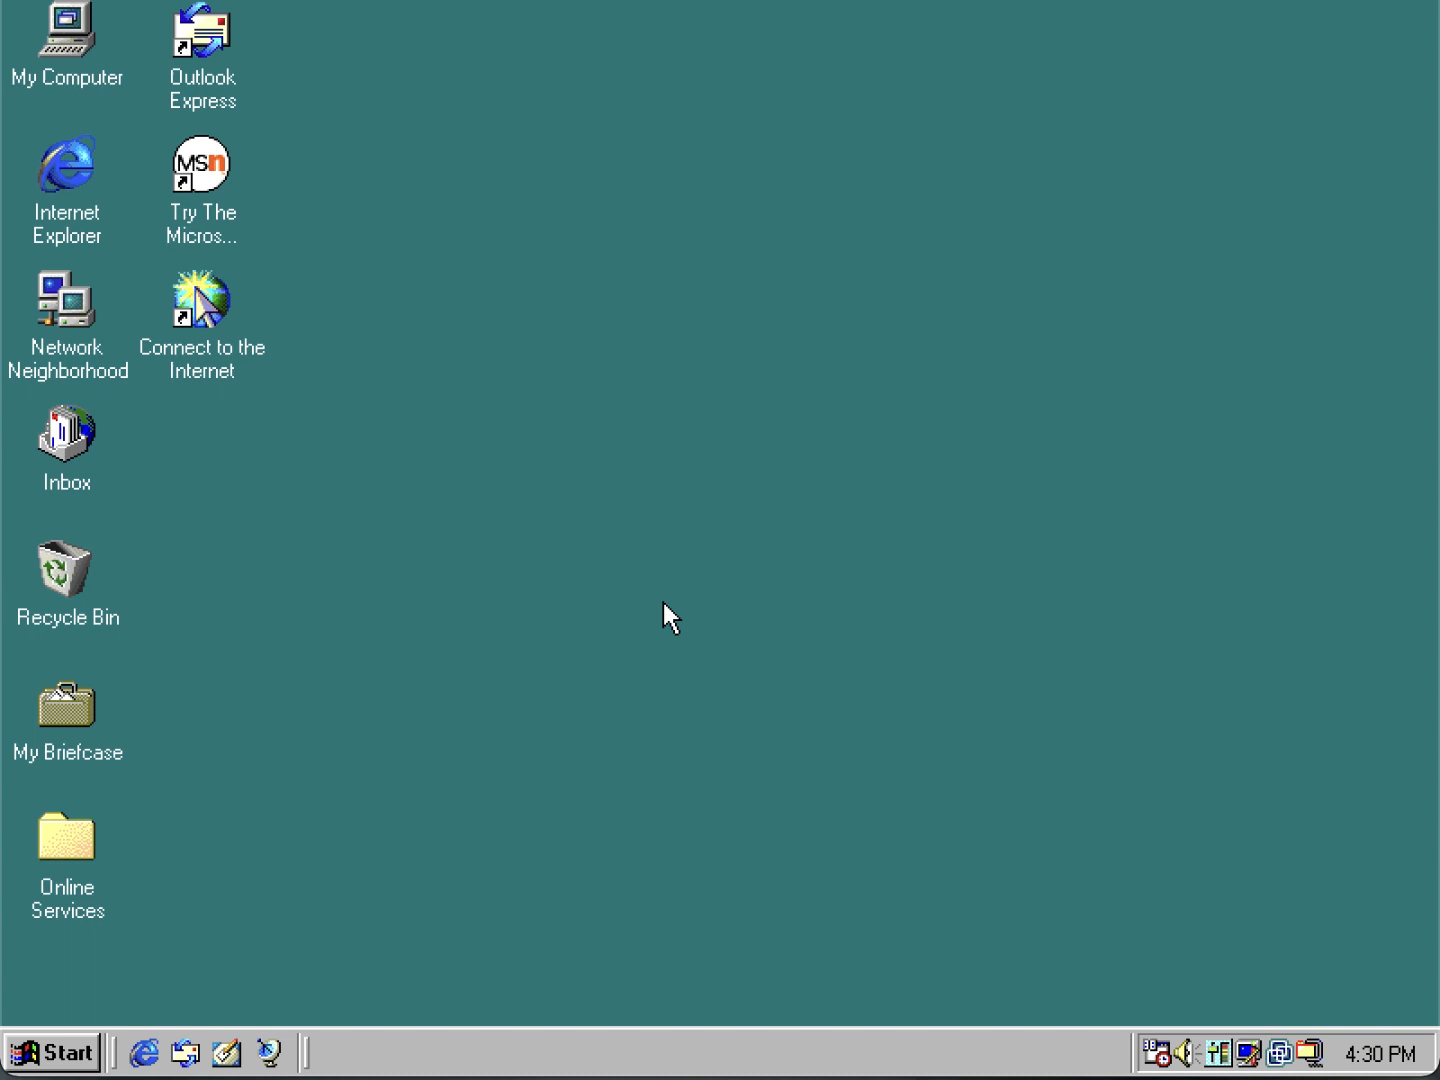 My Computer
Outlook
Express
Internet
Explorer
MSn
Try The
Micros...
Network
Neighborhood
Connect to the
Internet
Inbox
Recycle Bin
My Briefcase
Online
Services
Start
4:30 PM